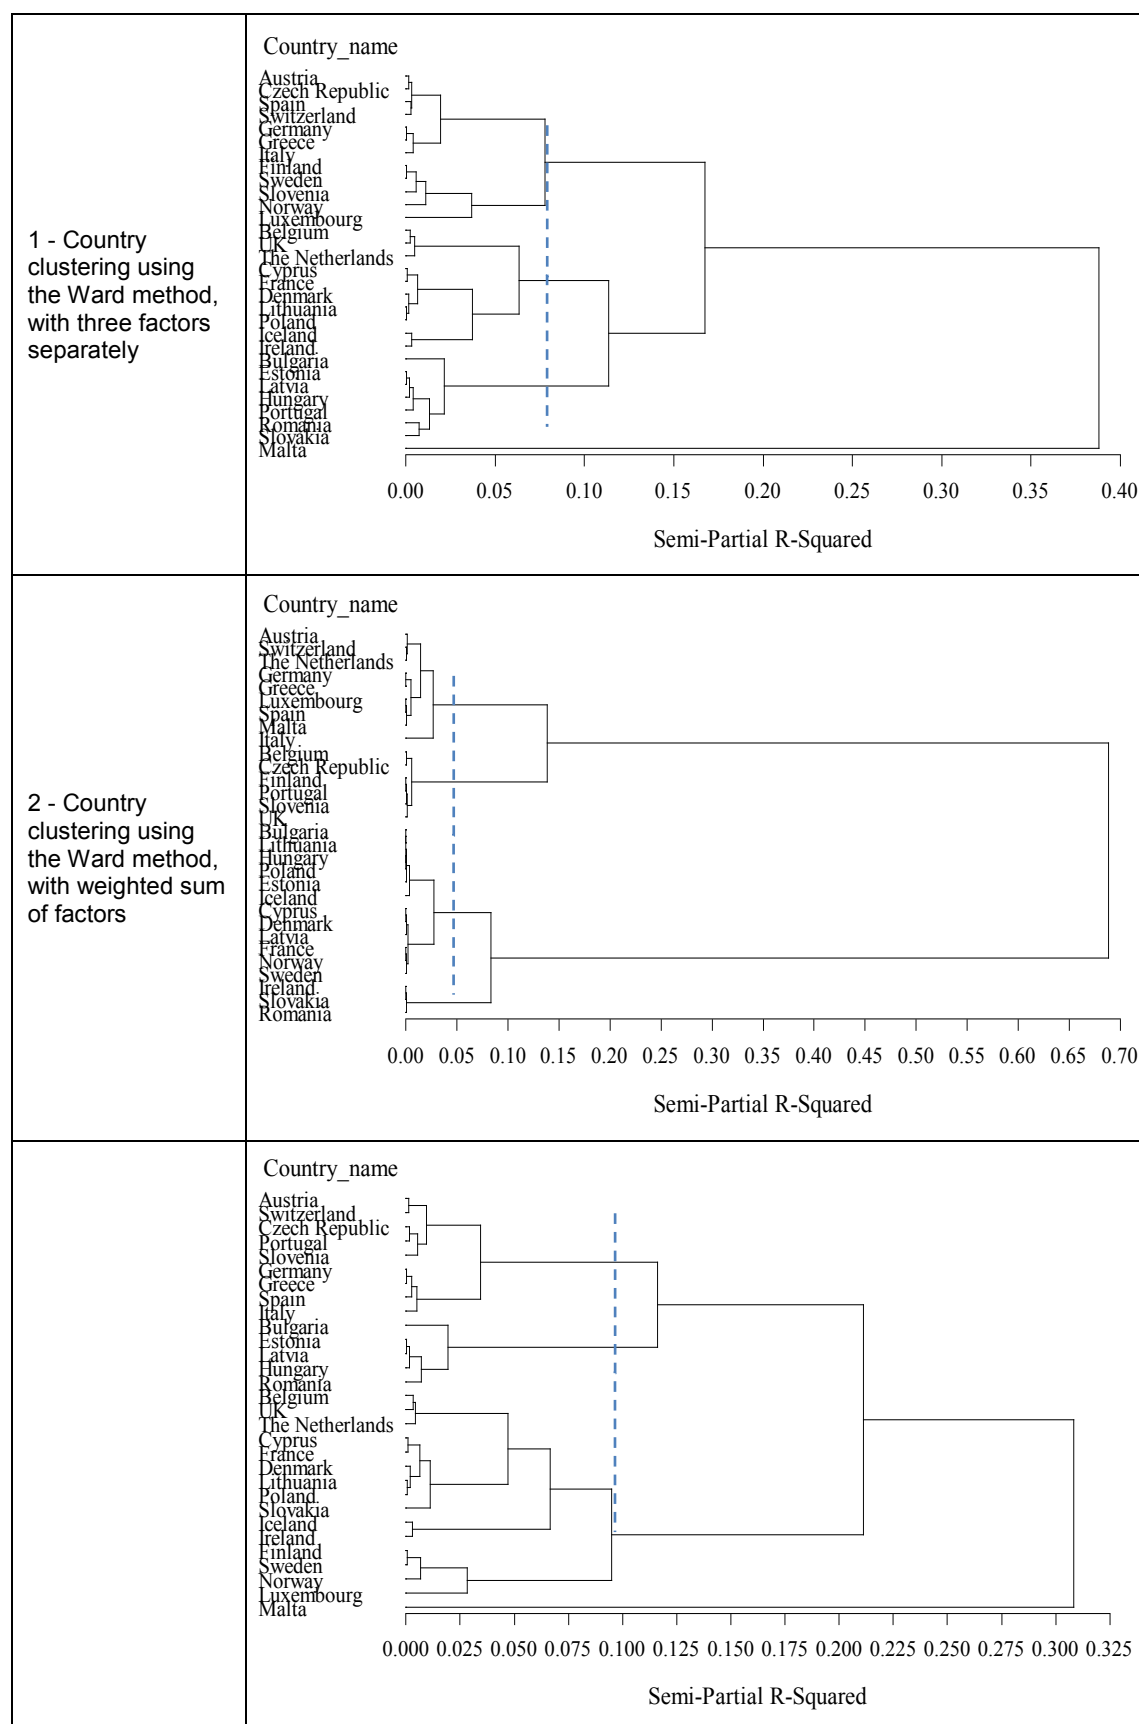 1 - Country
clustering using
the Ward method,
with three factors
separately
Country_name
Austria
Czech Republic
Spain
Switzerland
Germany
Greece
Italy
Finland
Sweden
Slovenia
Norway
Luxembourg
Belgium
UK
The Netherlands
Cyprus
France
Denmark
Lithuania
Poland
Iceland
Ireland
Bulgaria
Estonia
Latvia
Hungary
Portugal
Romania
Slovakia
Malta
0.00 0.05 0.10 0.15 0.20 0.25 0.30 0.35 0.40
Semi-Partial R-Squared
2 - Country
clustering using
the Ward method,
with weighted sum
of factors
Country_name
Austria
Switzerland
The Netherlands
Germany
Greece
Luxembourg
Spain
Malta
Italy
Belgium
Czech Republic
Finland
Portugal
Slovenia
UK
Bulgaria
Lithuania
Hungary
Poland
Estonia
Iceland
Cyprus
Denmark
Latvia
France
Norway
Sweden
Ireland
Slovakia
Romania
0.00 0.05 0.10 0.15 0.20 0.25 0.30 0.35 0.40 0.45 0.50 0.55 0.60 0.65 0.70
Semi-Partial R-Squared
Country_name
Austria
Switzerland
Czech Republic
Portugal
Slovenia
Germany
Greece
Spain
Italy
Bulgaria
Estonia
Latvia
Hungary
Romania
Belgium
UK
The Netherlands
Cyprus
France
Denmark
Lithuania
Poland
Slovakia
Iceland
Ireland
Finland
Sweden
Norway
Luxembourg
Malta
0.000 0.025 0.050 0.075 0.100 0.125 0.150 0.175 0.200 0.225 0.250 0.275 0.300 0.325
Semi-Partial R-Squared